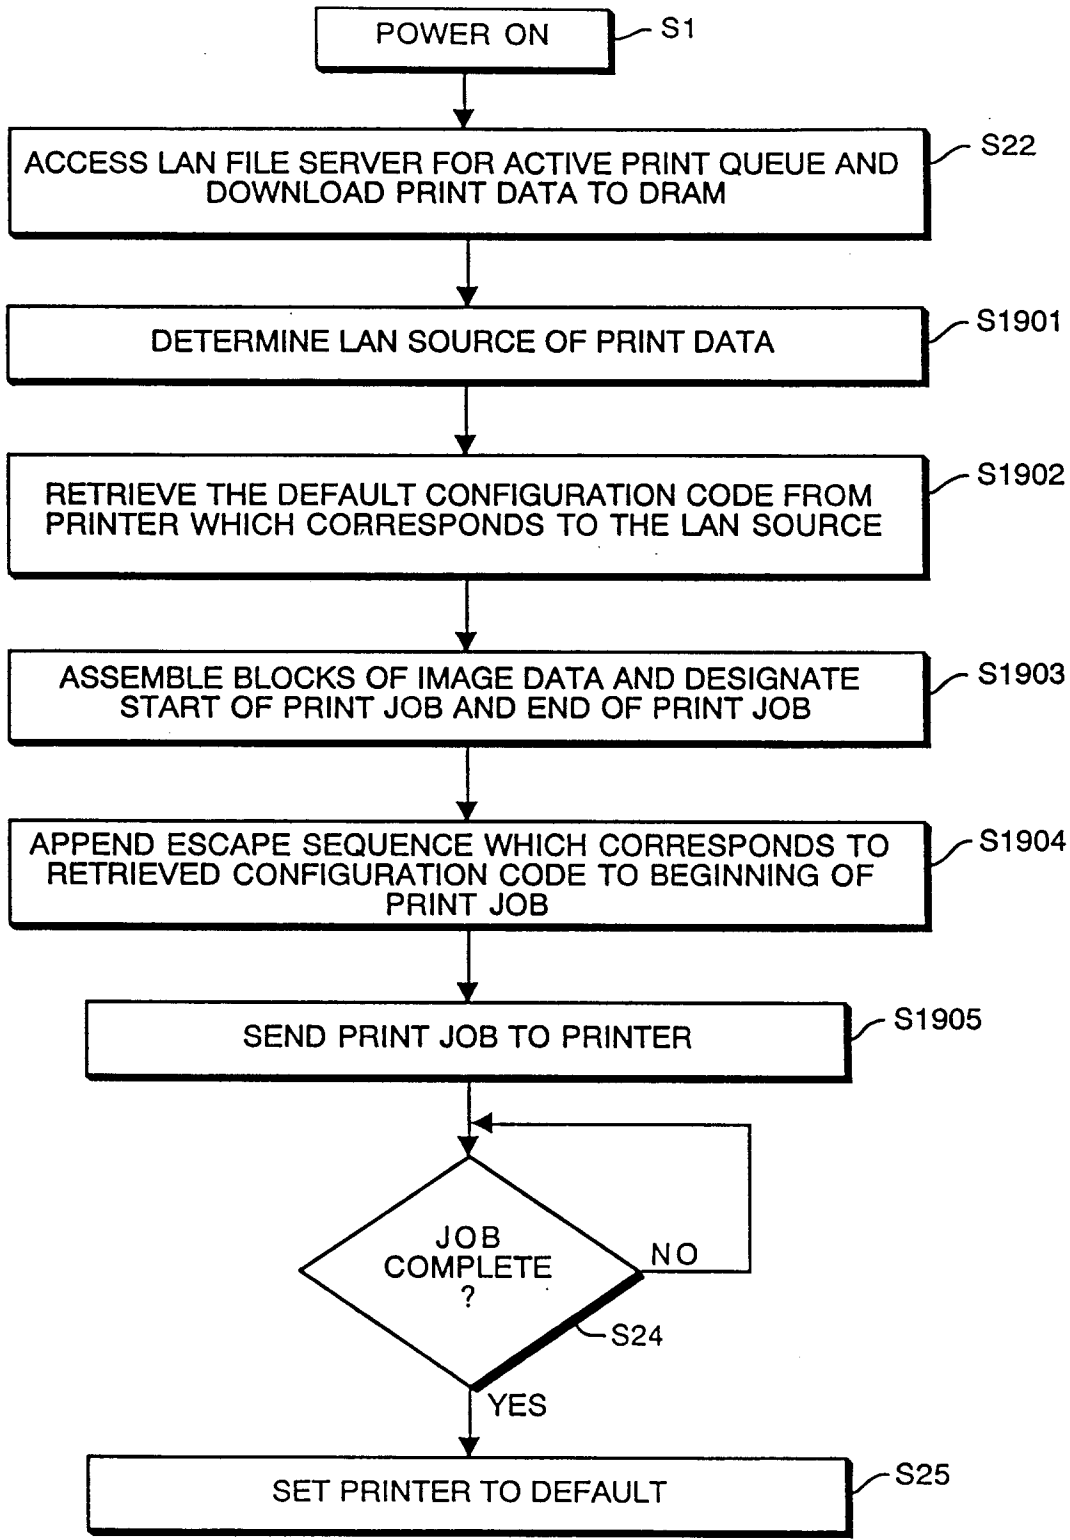 POWER ON
S1
ACCESS LAN FILE SERVER FOR ACTIVE PRINT QUEUE AND
DOWNLOAD PRINT DATA TO DRAM
S22
DETERMINE LAN SOURCE OF PRINT DATA
S1901
RETRIEVE THE DEFAULT CONFIGURATION CODE FROM
PRINTER WHICH CORRESPONDS TO THE LAN SOURCE
S1902
ASSEMBLE BLOCKS OF IMAGE DATA AND DESIGNATE
START OF PRINT JOB AND END OF PRINT JOB
S1903
APPEND ESCAPE SEQUENCE WHICH CORRESPONDS TO
RETRIEVED CONFIGURATION CODE TO BEGINNING OF
PRINT JOB
S1904
SEND PRINT JOB TO PRINTER
S1905
JOB
COMPLETE
?
NO
S24
YES
SET PRINTER TO DEFAULT
S25